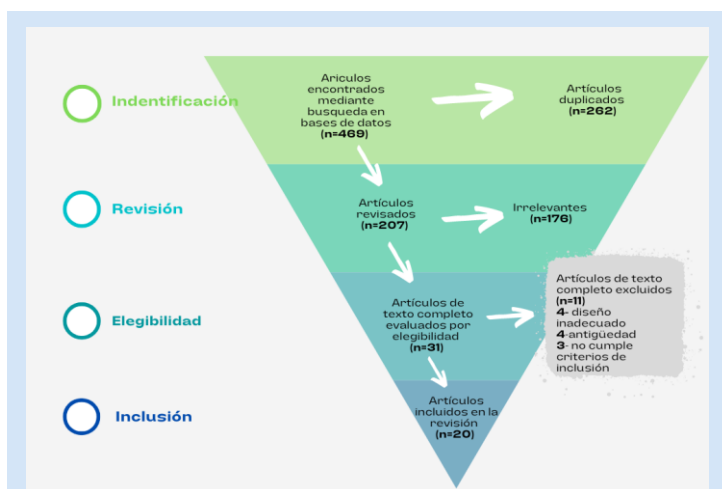 Indentificación
Ariculos
encontrados
mediante
busqueda en
bases de datos
(n=469)
Artículos
duplicados
(n=262)
Revisión
Artículos
revisados
(n=207)
Irrelevantes
(n=176)
Elegibilidad
Artículos de
texto completo
evaluados por
elegibilidad
(n=31)
Artículos de texto
completo excluidos
(n=11)
4- diseño
inadecuado
4-antigüedad
3- no cumple
criterios de
inclusión
Inclusión
Artículos
incluidos en la
revisión
(n=20)